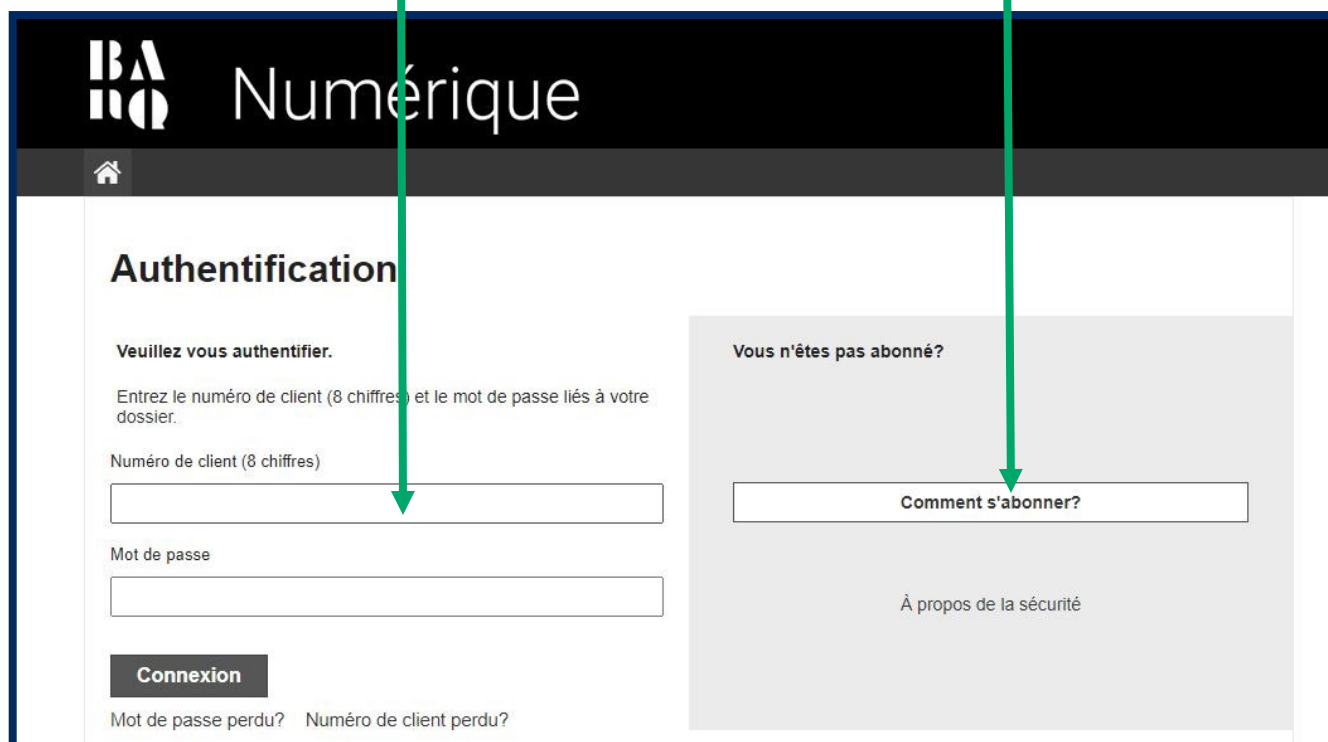 BA
nQ
Numérique
Authentification
Veuillez vous authentifier.
Entrez le numéro de client (8 chiffres) et le mot de passe liés à votre
dossier.
Numéro de client (8 chiffres)
Mot de passe
Connexion
Mot de passe perdu? Numéro de client perdu?
Vous n'êtes pas abonné?
Comment s'abonner?
À propos de la sécurité